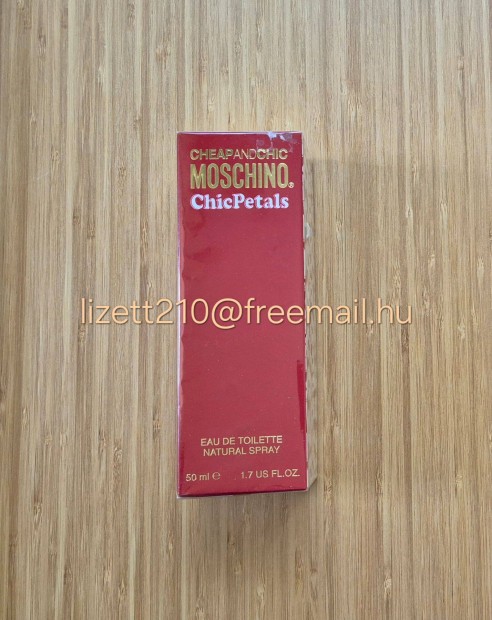 CHEAPANDCHIC
MOSCHINO®
ChicPetals
lizett210@freemail.hu
EAU DE TOILETTE
NATURAL SPRAY
50 ml ℮ 1.7 US FL.OZ.